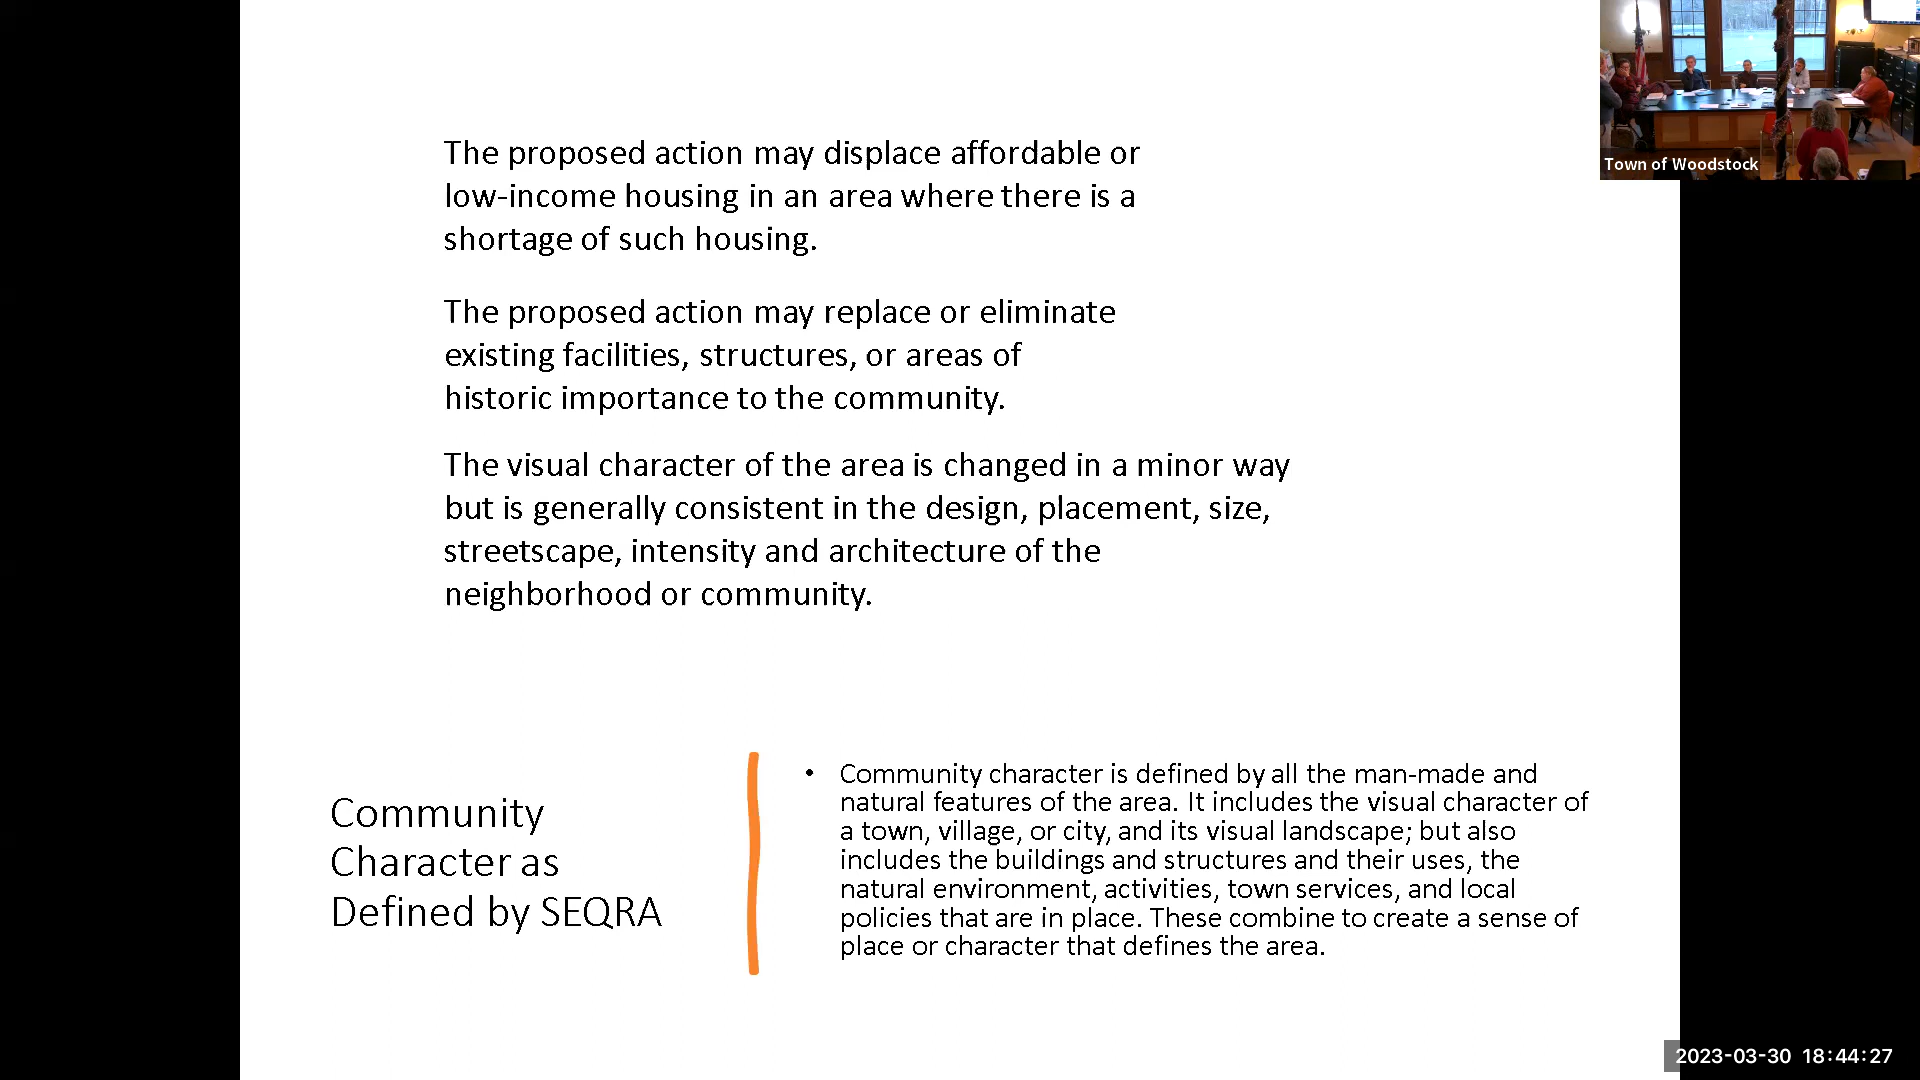 The proposed action may displace affordable or
low-income housing in an area where there is a
shortage of such housing.
The proposed action may replace or eliminate
existing facilities, structures, or areas of
historic importance to the community.
The visual character of the area is changed in a minor way
but is generally consistent in the design, placement, size,
streetscape, intensity and architecture of the
neighborhood or community.
Community
Character as
Defined by SEQRA
• Community character is defined by all the man-made and
natural features of the area. It includes the visual character of
a town, village, or city, and its visual landscape; but also
includes the buildings and structures and their uses, the
natural environment, activities, town services, and local
policies that are in place. These combine to create a sense of
place or character that defines the area.
Town of Woodstock
2023-03-30 18:44:27